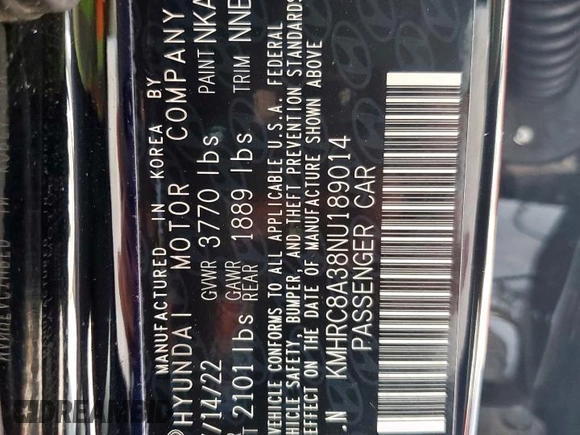 MANUFACTURED IN KOREA BY
HYUNDAI MOTOR COMPANY
/14/22 GVWR 3770 lbs PAINT NKA
GAWR
2101 lbs REAR 1889 lbs TRIM NNB
VEHICLE CONFORMS TO ALL APPLICABLE U.S.A. FEDERAL
VEHICLE SAFETY, BUMPER, AND THEFT PREVENTION STANDARDS
EFFECT ON THE DATE OF MANUFACTURE SHOWN ABOVE
.N KMHRC8A38NU189014
PASSENGER CAR
DREAMBID